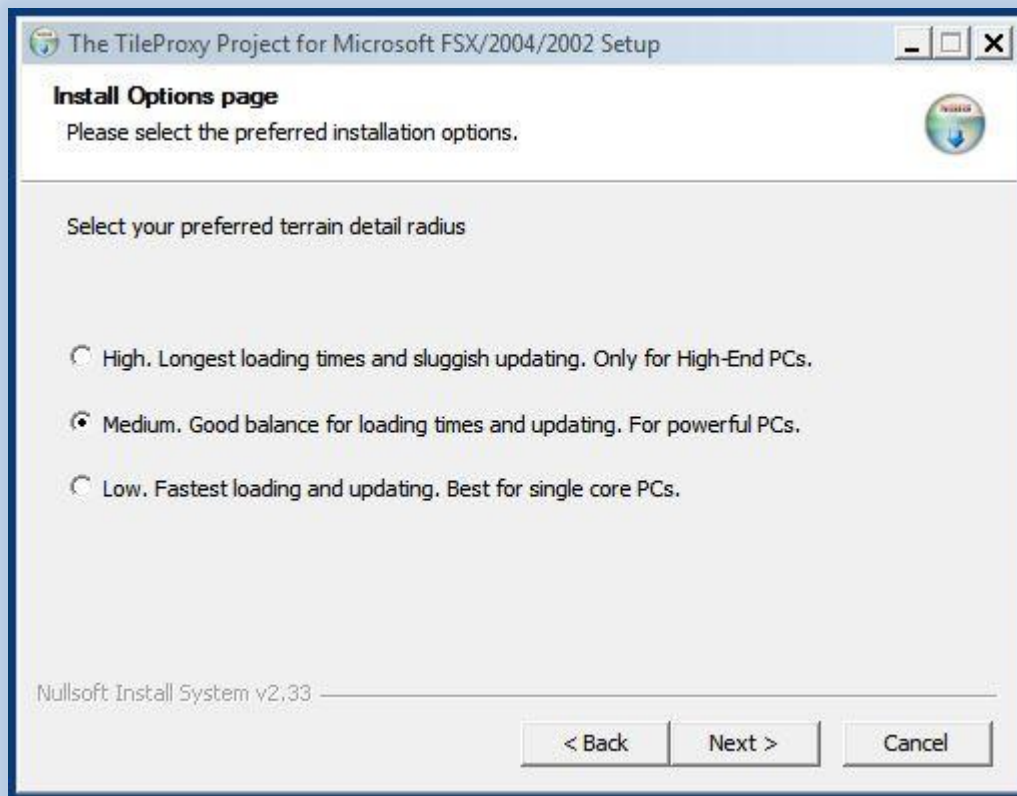 The TileProxy Project for Microsoft FSX/2004/2002 Setup
Install Options page
Please select the preferred installation options.
Select your preferred terrain detail radius
High. Longest loading times and sluggish updating. Only for High-End PCs.
Medium. Good balance for loading times and updating. For powerful PCs.
Low. Fastest loading and updating. Best for single core PCs.
Nullsoft Install System v2.33
< Back
Next >
Cancel